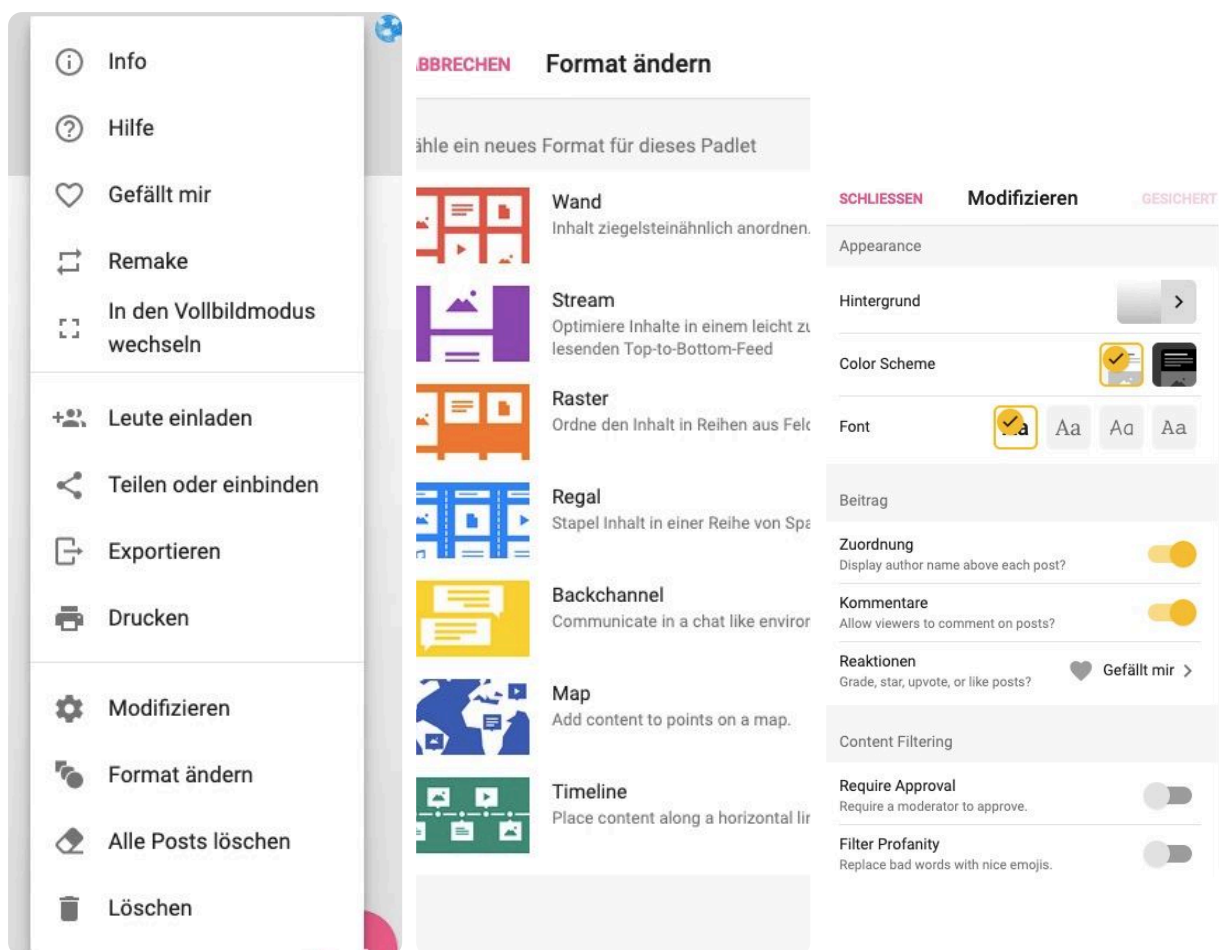 Info
Hilfe
Gefällt mir
Remake
In den Vollbildmodus
wechseln
Leute einladen
Teilen oder einbinden
Exportieren
Drucken
Modifizieren
Format ändern
Alle Posts löschen
Löschen
BBRECHEN Format ändern
ähle ein neues Format für dieses Padlet
Wand
Inhalt ziegelsteinähnlich anordnen.
Stream
Optimiere Inhalte in einem leicht zu
lesenden Top-to-Bottom-Feed
Raster
Ordne den Inhalt in Reihen aus Feld
Regal
Stapel Inhalt in einer Reihe von Spa
Backchannel
Communicate in a chat like environ
Map
Add content to points on a map.
Timeline
Place content along a horizontal lin
SCHLIESSEN Modifizieren GESICHERT
Appearance
Hintergrund
Color Scheme
Font Aa Aa Aa Aa
Beitrag
Zuordnung
Display author name above each post?
Kommentare
Allow viewers to comment on posts?
Reaktionen
Grade, star, upvote, or like posts? Gefällt mir
Content Filtering
Require Approval
Require a moderator to approve.
Filter Profanity
Replace bad words with nice emojis.